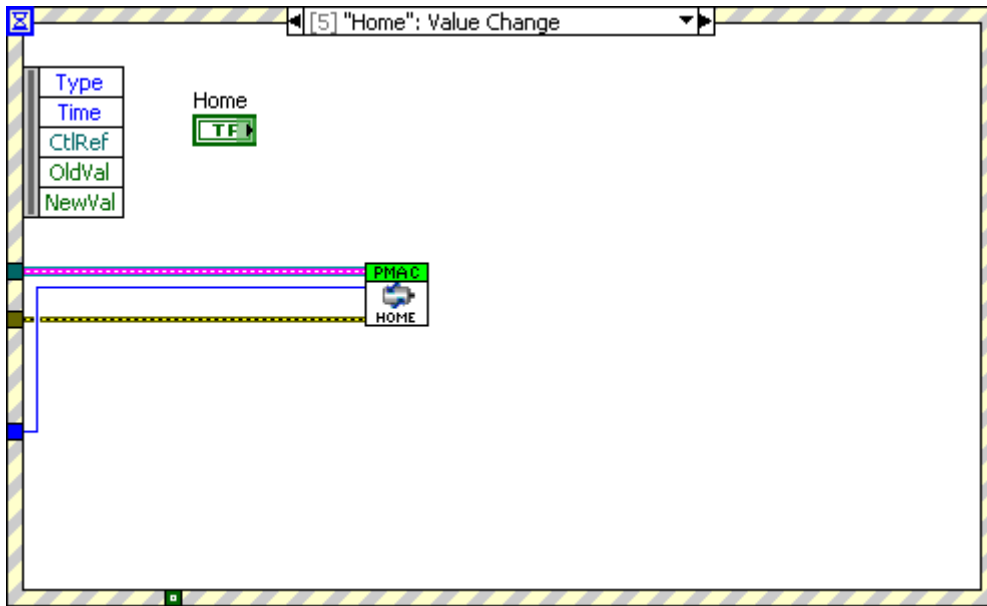 [5] "Home": Value Change
Type
Time
CtlRef
OldVal
NewVal
Home
TF
PMAC
HOME